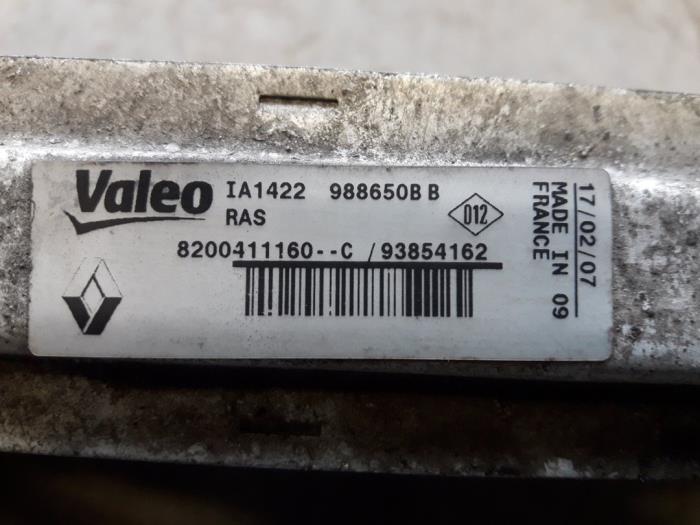 Valeo IA1422 988650B B
RAS
012
8200411160--C /93854162
17/02/07
MADE IN 09
FRANCE